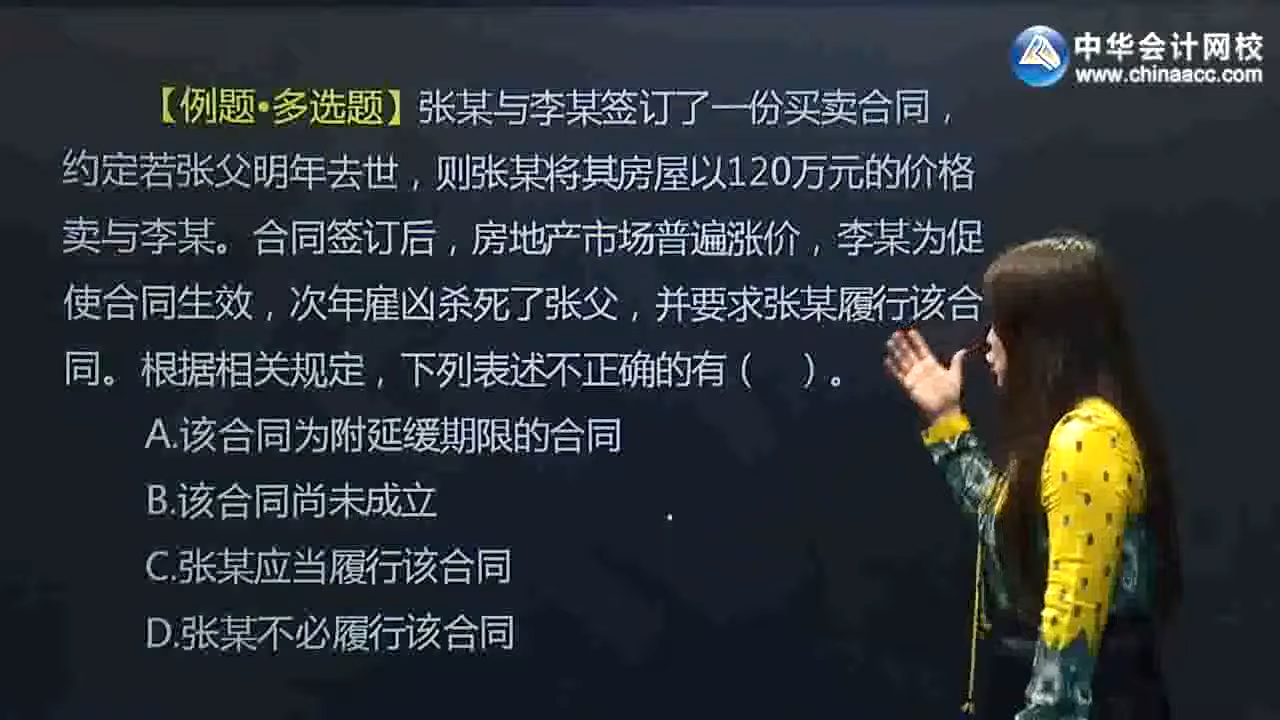 中华会计网校
www.chinaacc.com
【例题•多选题】张某与李某签订了一份买卖合同，
约定若张父明年去世，则张某将其房屋以120万元的价格
卖与李某。合同签订后，房地产市场普遍涨价，李某为促
使合同生效，次年雇凶杀死了张父，并要求张某履行该合
同。根据相关规定，下列表述不正确的有（ ）。
A.该合同为附延缓期限的合同
B.该合同尚未成立
C.张某应当履行该合同
D.张某不必履行该合同